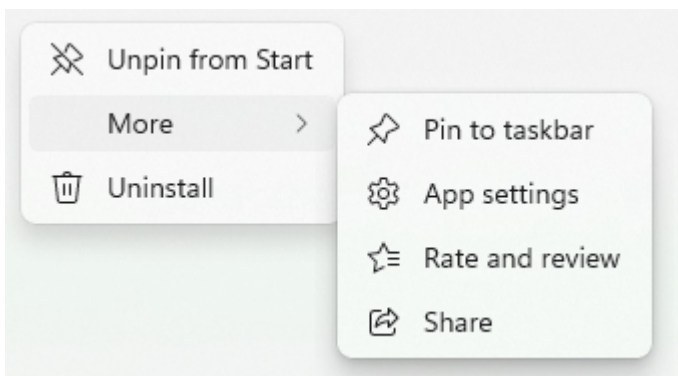 Unpin from Start
More
Uninstall
Pin to taskbar
App settings
Rate and review
Share